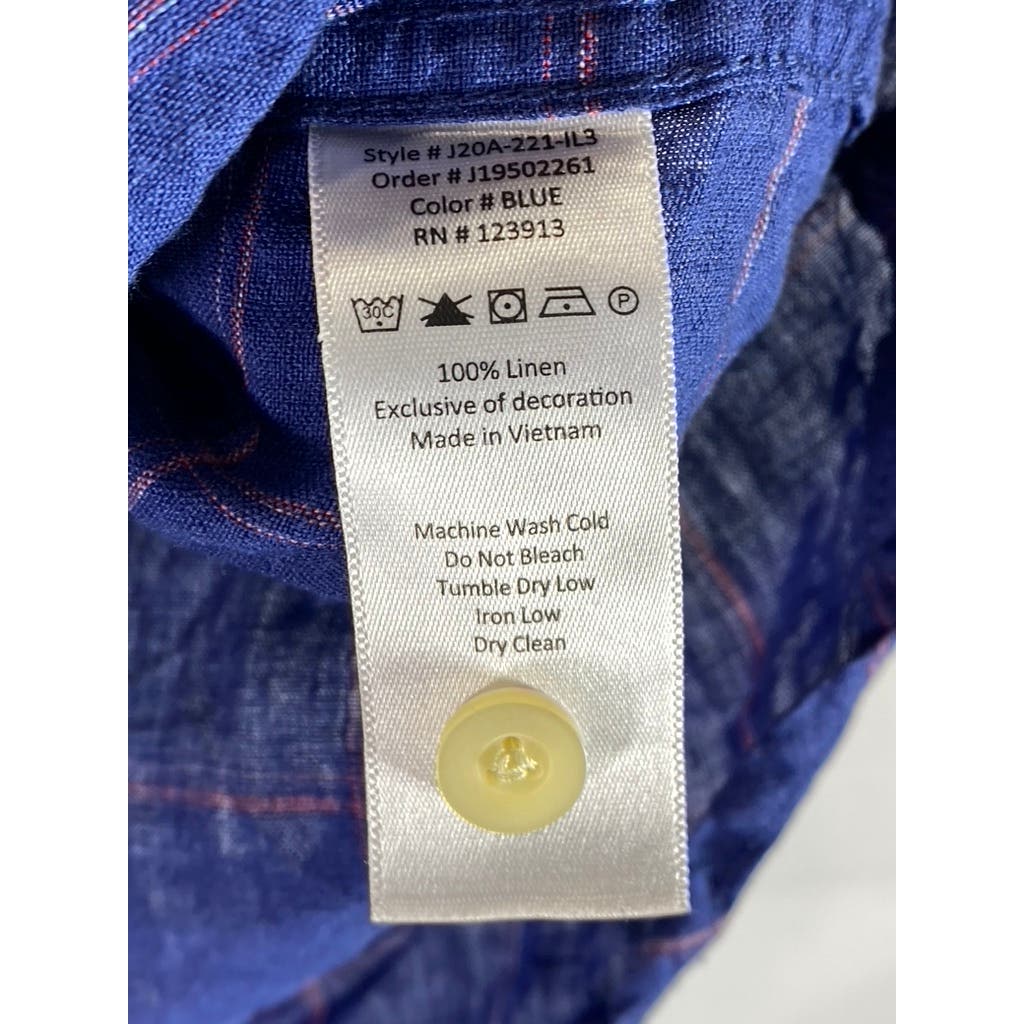 Style # J20A-221-IL3
Order # J19502261
Color # BLUE
RN # 123913
30C P
100% Linen
Exclusive of decoration
Made in Vietnam
Machine Wash Cold
Do Not Bleach
Tumble Dry Low
Iron Low
Dry Clean